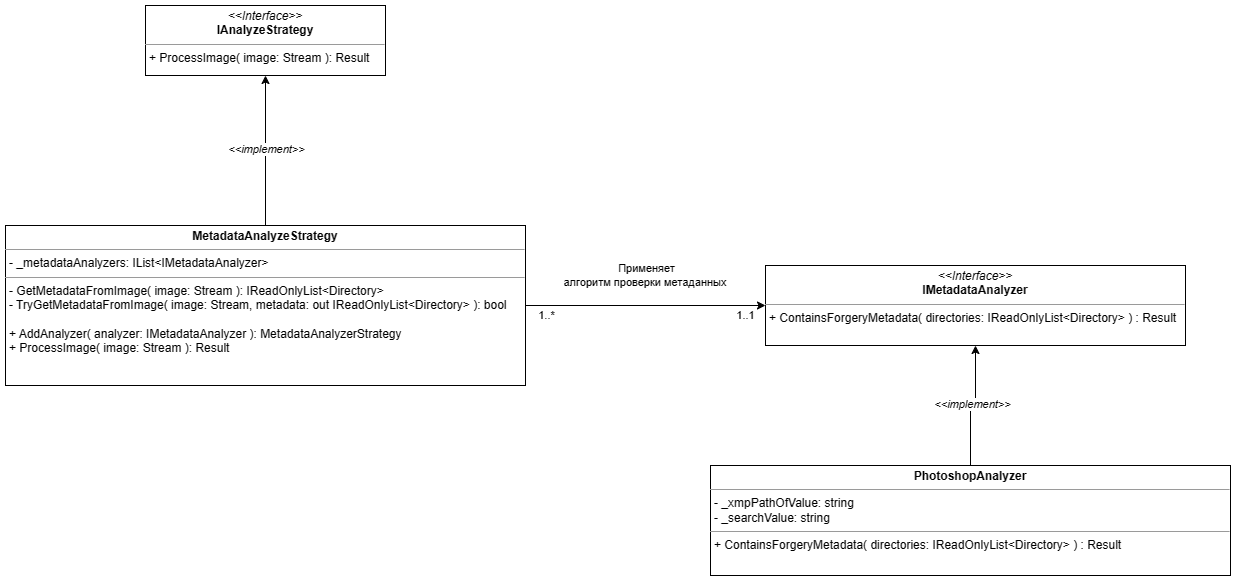 <<Interface>>
IAnalyzeStrategy
+ ProcessImage( image: Stream ): Result
<<implement>>
MetadataAnalyzeStrategy
- _metadataAnalyzers: IList<IMetadataAnalyzer>
- GetMetadataFromImage( image: Stream ): IReadOnlyList<Directory>
- TryGetMetadataFromImage( image: Stream, metadata: out IReadOnlyList<Directory> ): bool
+ AddAnalyzer( analyzer: IMetadataAnalyzer ): MetadataAnalyzerStrategy
+ ProcessImage( image: Stream ): Result
Применяет
алгоритм проверки метаданных
1..*
1..1
<<Interface>>
IMetadataAnalyzer
+ ContainsForgeryMetadata( directories: IReadOnlyList<Directory> ) : Result
<<implement>>
PhotoshopAnalyzer
- _xmpPathOfValue: string
- _searchValue: string
+ ContainsForgeryMetadata( directories: IReadOnlyList<Directory> ) : Result